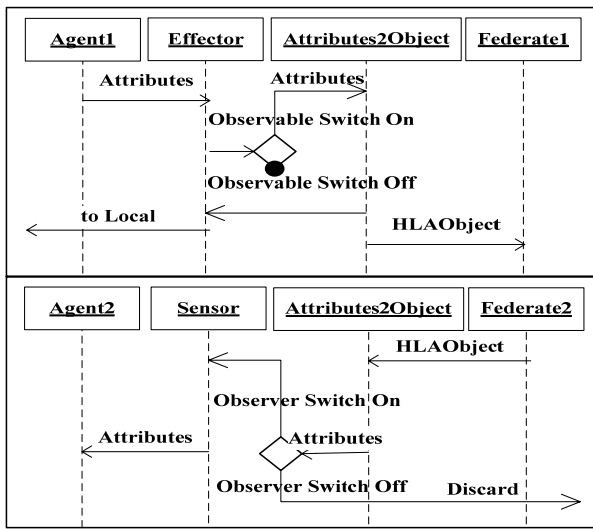 Agent1 Effector Attributes2Object Federate1
Attributes Attributes
Observable Switch On
Observable Switch Off
to Local
HLAObject
Agent2 Sensor Attributes2Object Federate2
HLAObject
Observer Switch On
Attributes Attributes
Observer Switch Off
Discard